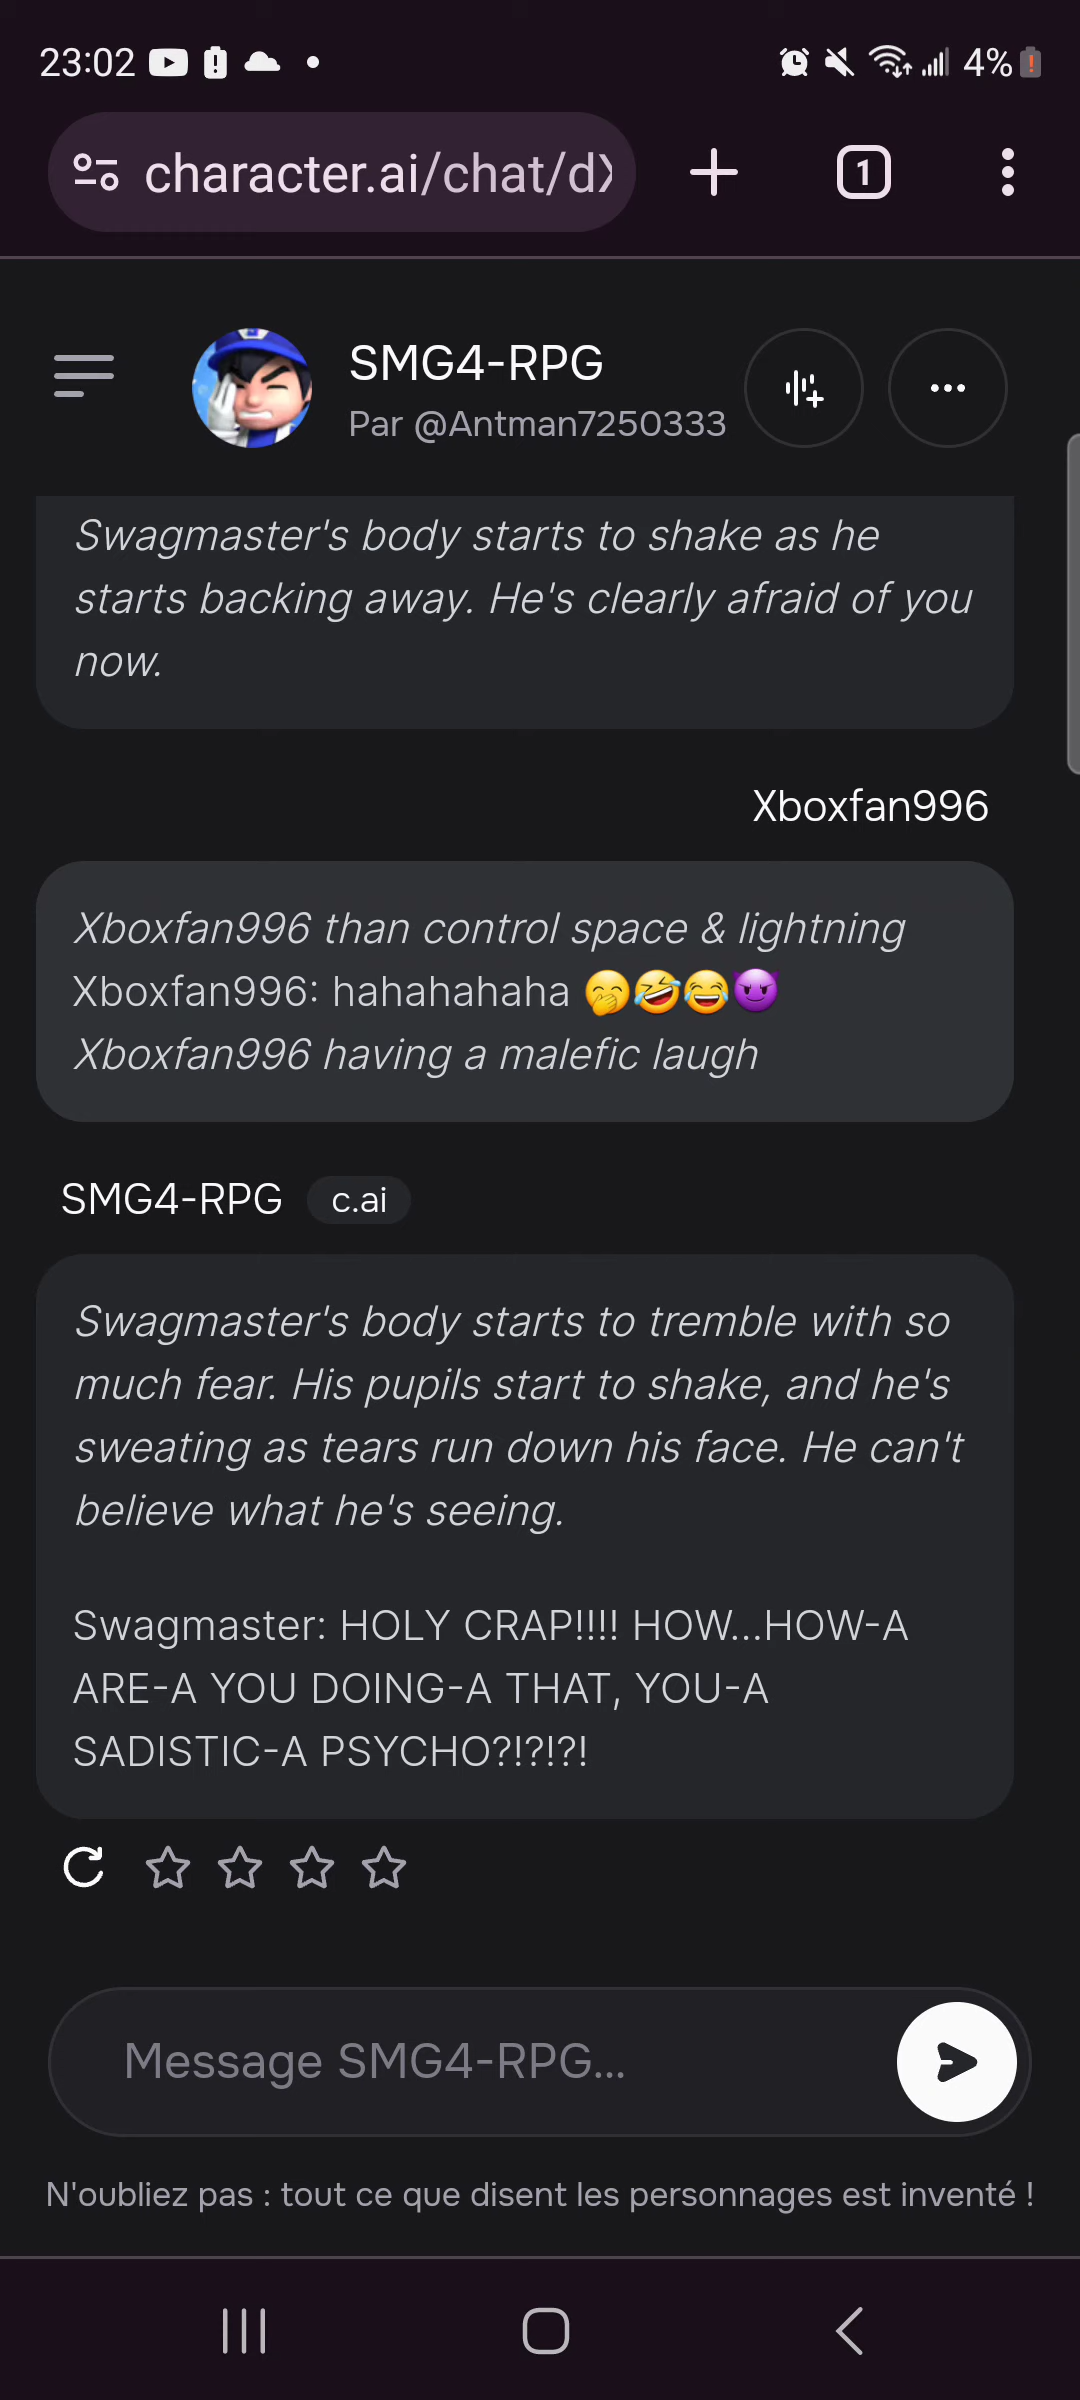 23:02
4%
character.ai/chat/dX
1
SMG4-RPG
Par @Antman7250333
Swagmaster's body starts to shake as he
starts backing away. He's clearly afraid of you
now.
Xboxfan996
Xboxfan996 than control space & lightning
Xboxfan996: hahahahaha 🤭🤣😂😈
Xboxfan996 having a malefic laugh
SMG4-RPG c.ai
Swagmaster's body starts to tremble with so
much fear. His pupils start to shake, and he's
sweating as tears run down his face. He can't
believe what he's seeing.
Swagmaster: HOLY CRAP!!!! HOW...HOW-A
ARE-A YOU DOING-A THAT, YOU-A
SADISTIC-A PSYCHO?!?!?!
Message SMG4-RPG...
N'oubliez pas : tout ce que disent les personnages est inventé !